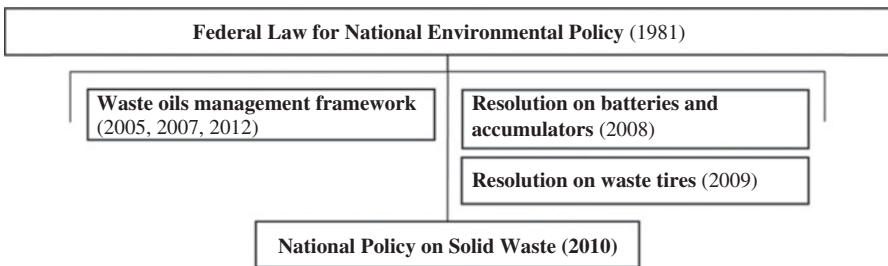 Federal Law for National Environmental Policy (1981)
Waste oils management framework
(2005, 2007, 2012)
Resolution on batteries and
accumulators (2008)
Resolution on waste tires (2009)
National Policy on Solid Waste (2010)